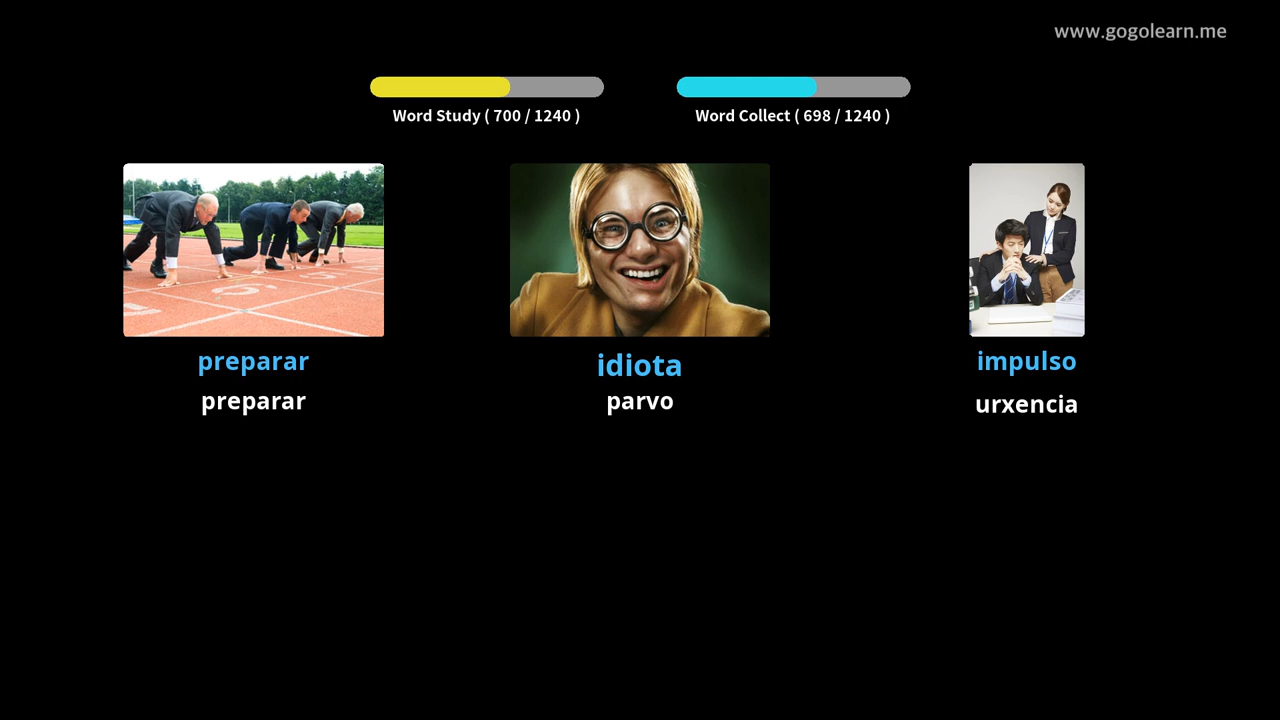 www.gogolearn.me
Word Study ( 700 / 1240 )
Word Collect ( 698 / 1240 )
preparar
preparar
idiota
parvo
impulso
urxencia